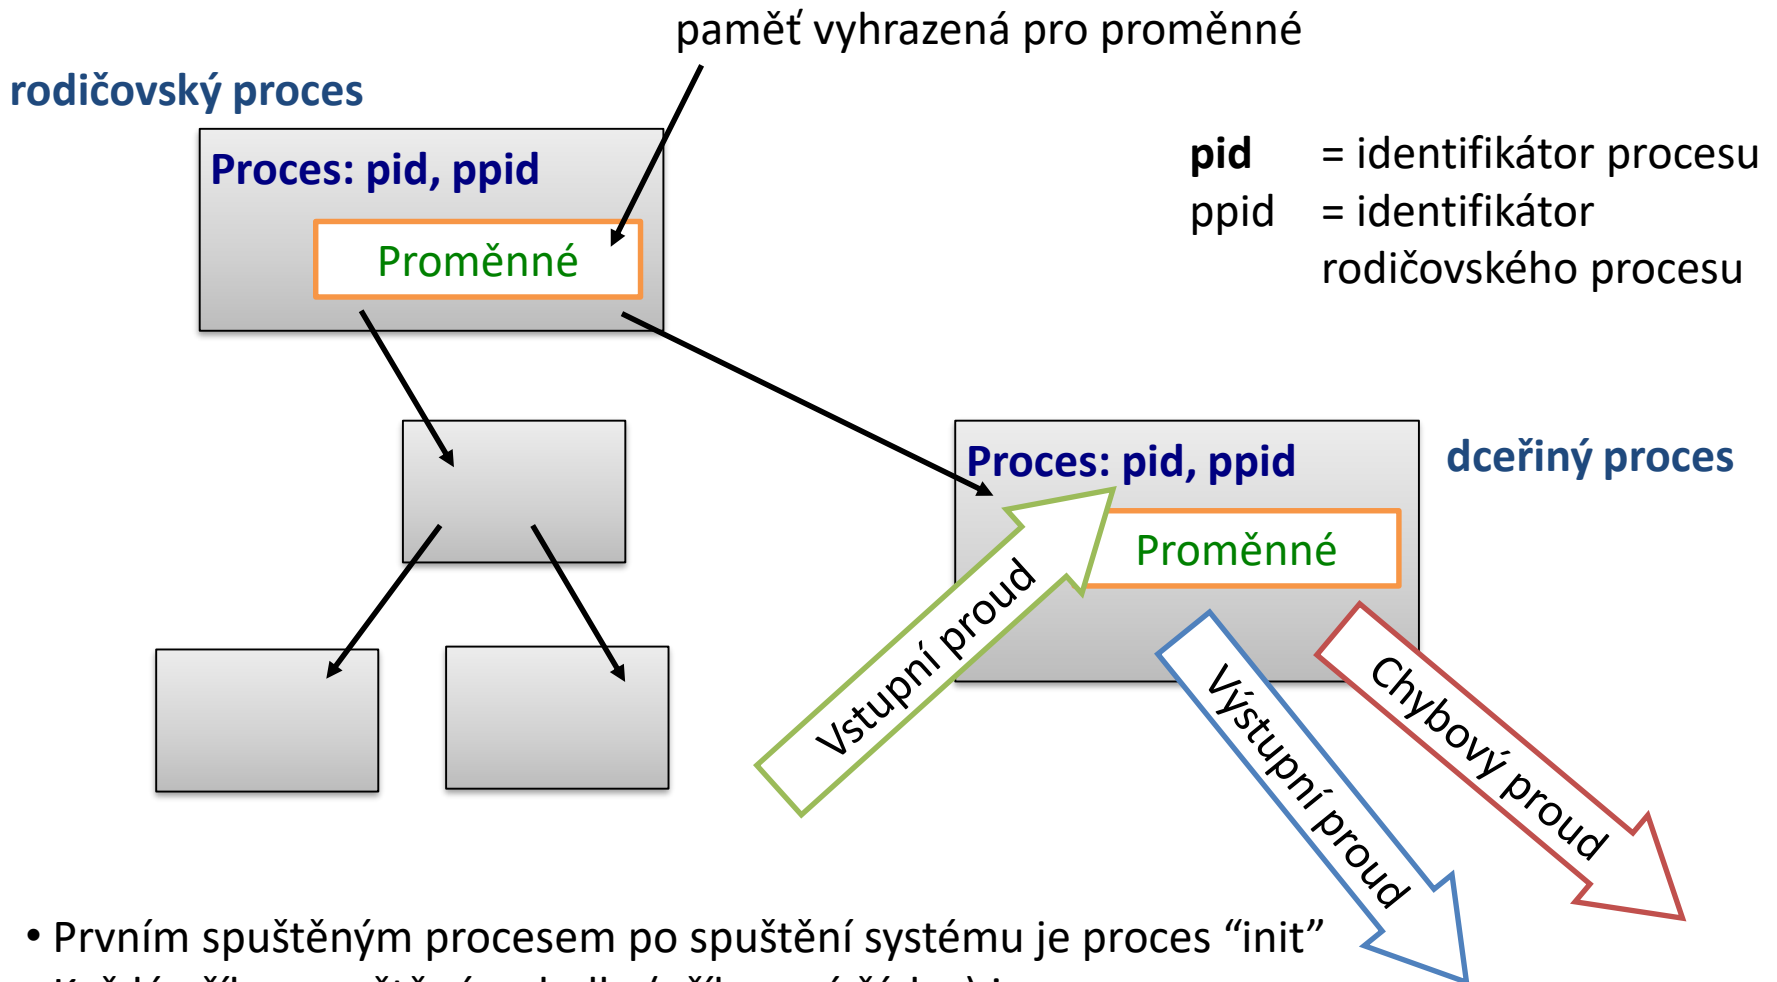 paměť vyhrazená pro proměnné
rodičovský proces
Proces: pid, ppid
Proměnné
pid = identifikátor procesu
ppid = identifikátor
rodičovského procesu
Proces: pid, ppid
dceřiný proces
Proměnné
Vstupní proud
Výstupní proud
Chybový proud
• Prvním spuštěným procesem po spuštění systému je proces “init”